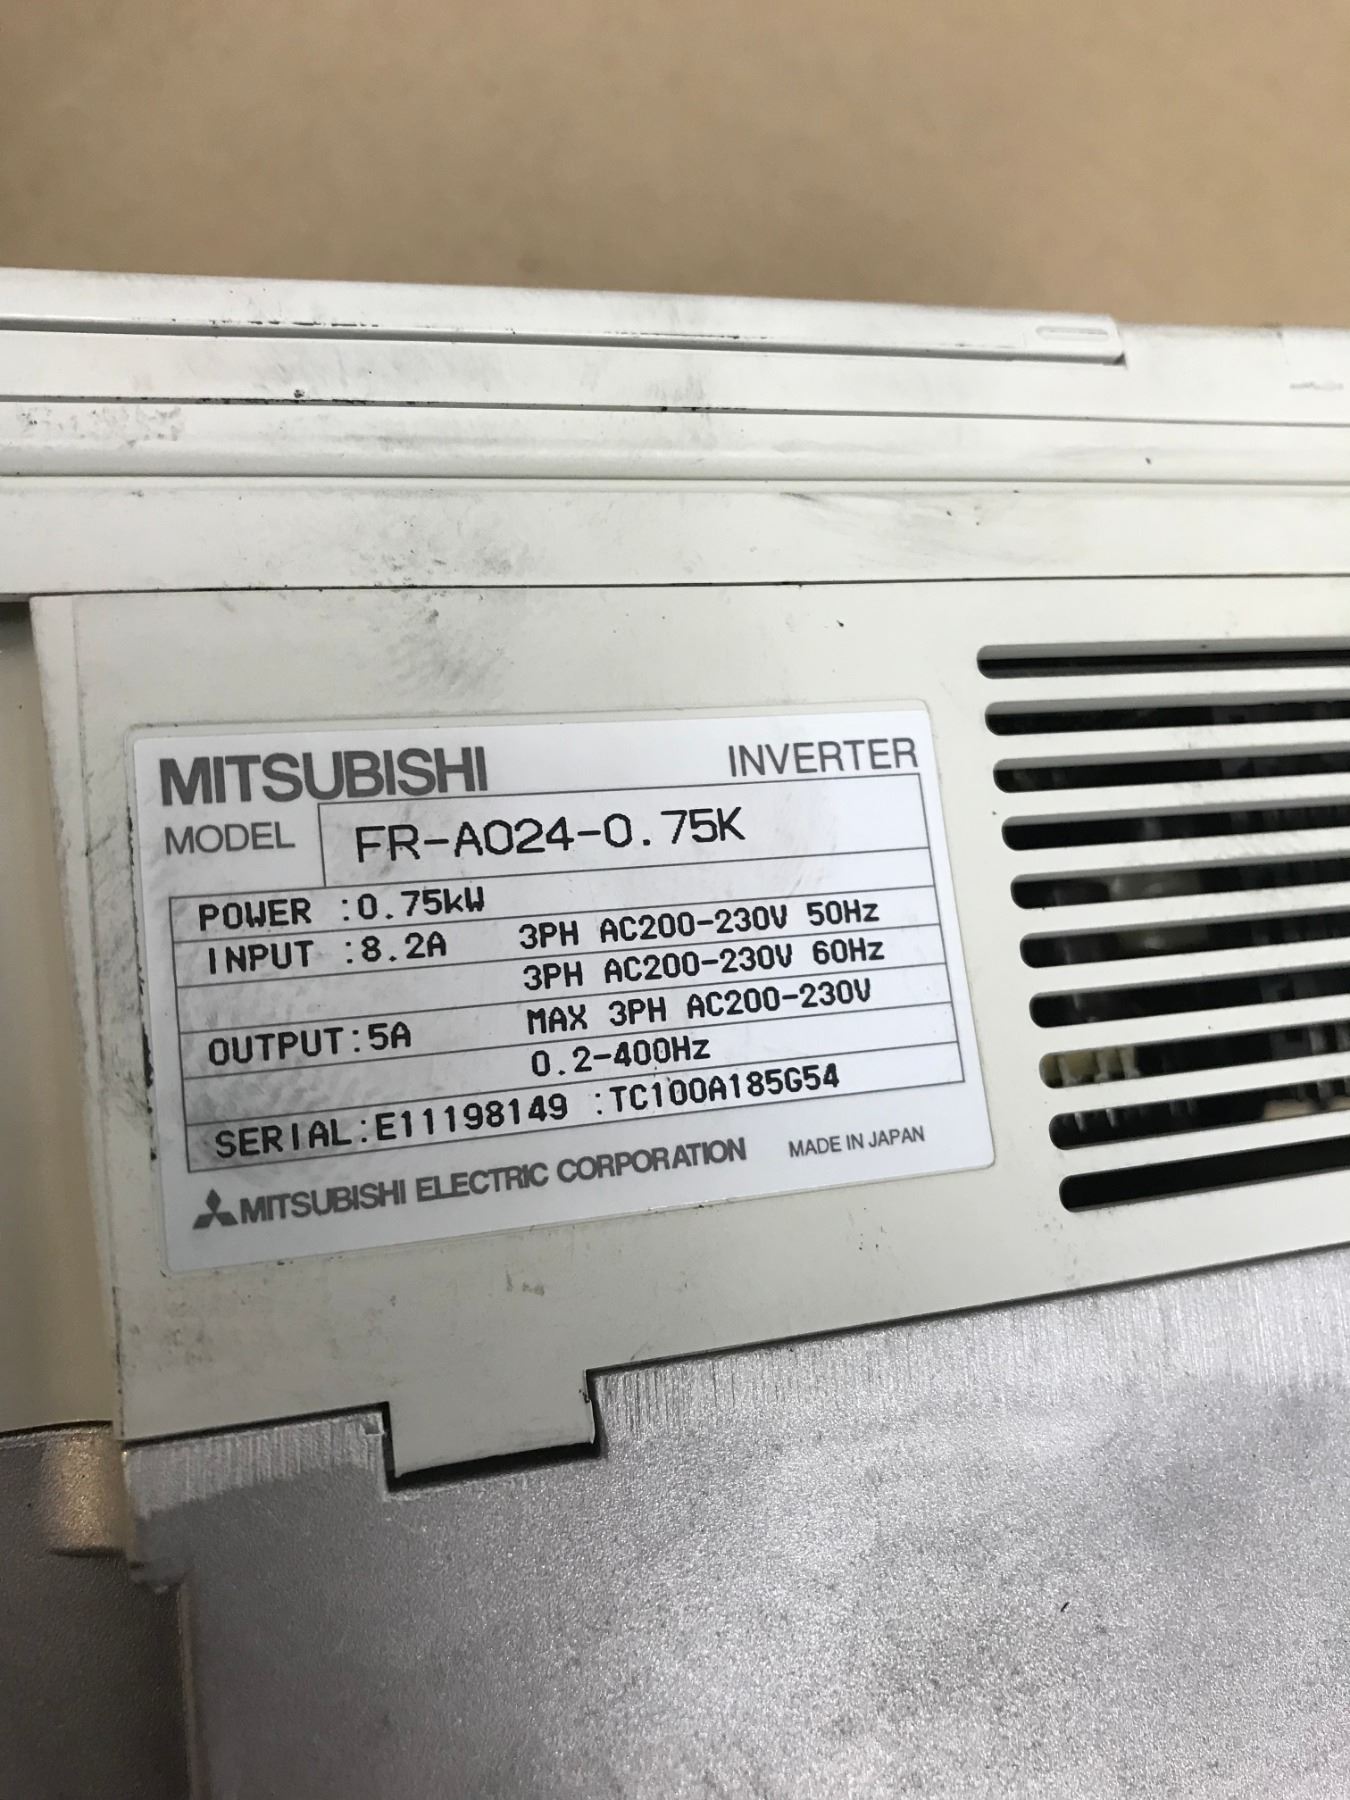 MITSUBISHI INVERTER
MODEL FR-A024-0.75K
POWER :0.75kW
INPUT :8.2A 3PH AC200-230V 50Hz
3PH AC200-230V 60Hz
OUTPUT:5A MAX 3PH AC200-230V
0.2-400Hz
SERIAL:E11198149 :TC100A185G54
MITSUBISHI ELECTRIC CORPORATION MADE IN JAPAN